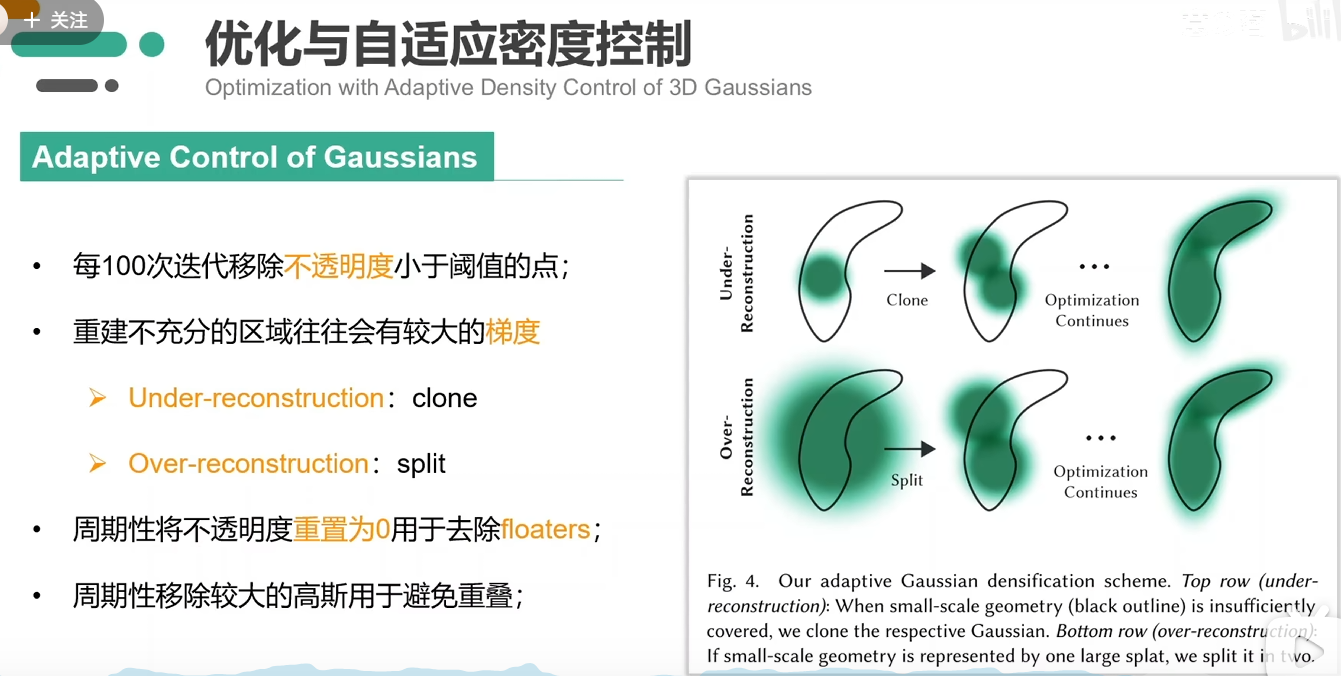 + 关注
优化与自适应密度控制
Optimization with Adaptive Density Control of 3D Gaussians
Adaptive Control of Gaussians
• 每100次迭代移除不透明度小于阈值的点；
• 重建不充分的区域往往会有较大的梯度
➢ Under-reconstruction：clone
➢ Over-reconstruction：split
• 周期性将不透明度重置为0用于去除floaters；
• 周期性移除较大的高斯用于避免重叠；
Under-
Reconstruction
Clone
...
Optimization
Continues
Over-
Reconstruction
Split
...
Optimization
Continues
Fig. 4. Our adaptive Gaussian densification scheme. Top row (under-
reconstruction): When small-scale geometry (black outline) is insufficiently
covered, we clone the respective Gaussian. Bottom row (over-reconstruction):
If small-scale geometry is represented by one large splat, we split it in two.